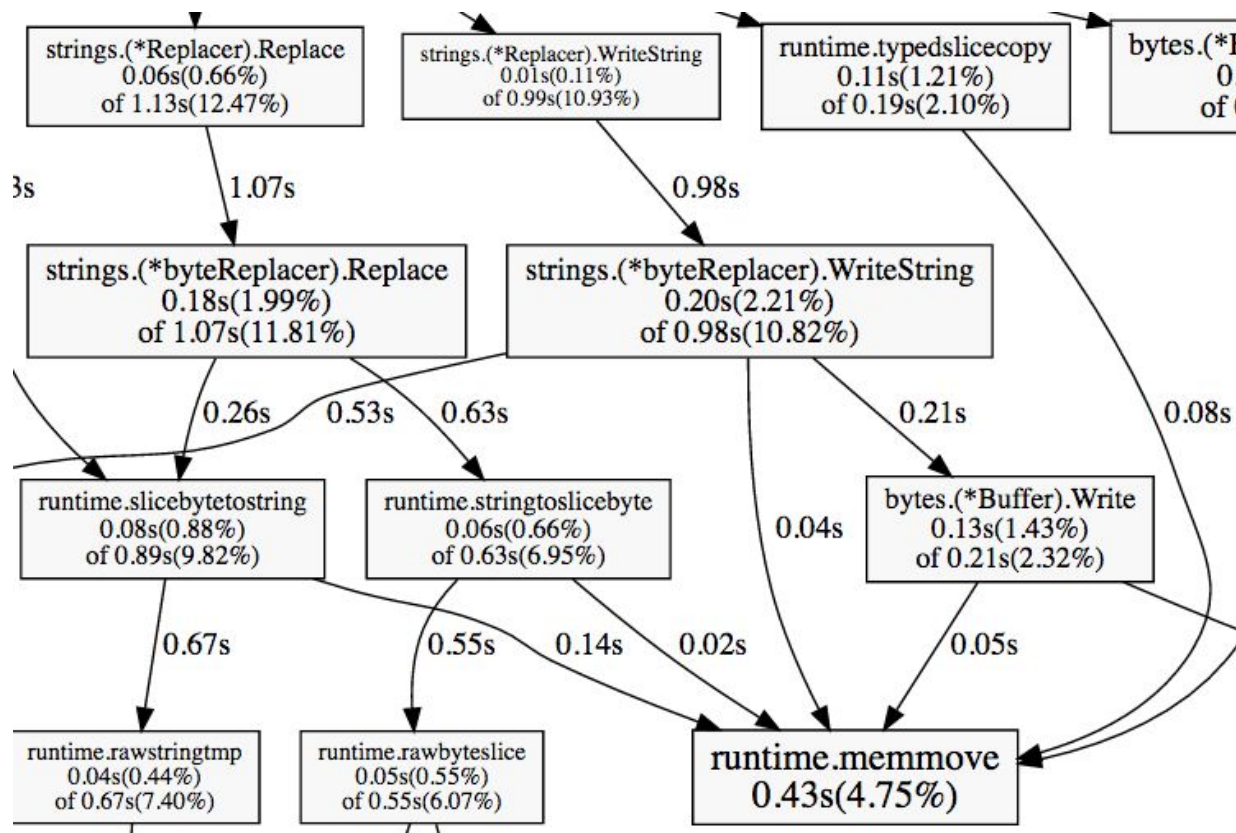 strings.(*Replacer).Replace
0.06s(0.66%)
of 1.13s(12.47%)
strings.(*Replacer).WriteString
0.01s(0.11%)
of 0.99s(10.93%)
runtime.typedslicecopy
0.11s(1.21%)
of 0.19s(2.10%)
bytes.(*
0.
of
1.07s
0.98s
strings.(*byteReplacer).Replace
0.18s(1.99%)
of 1.07s(11.81%)
strings.(*byteReplacer).WriteString
0.20s(2.21%)
of 0.98s(10.82%)
0.26s
0.53s
0.63s
0.21s
0.08s
runtime.slicebytetostring
0.08s(0.88%)
of 0.89s(9.82%)
runtime.stringtoslicebyte
0.06s(0.66%)
of 0.63s(6.95%)
0.04s
bytes.(*Buffer).Write
0.13s(1.43%)
of 0.21s(2.32%)
0.67s
0.55s
0.14s
0.02s
0.05s
runtime.rawstringtmp
0.04s(0.44%)
of 0.67s(7.40%)
runtime.rawbyteslice
0.05s(0.55%)
of 0.55s(6.07%)
runtime.memmove
0.43s(4.75%)